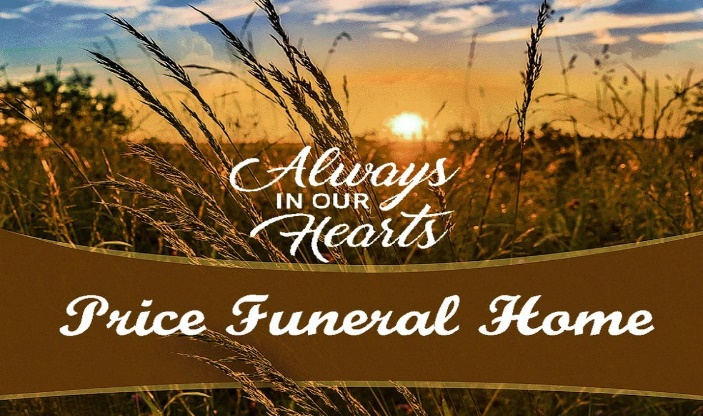 Always
IN OUR
Hearts
Price Funeral Home